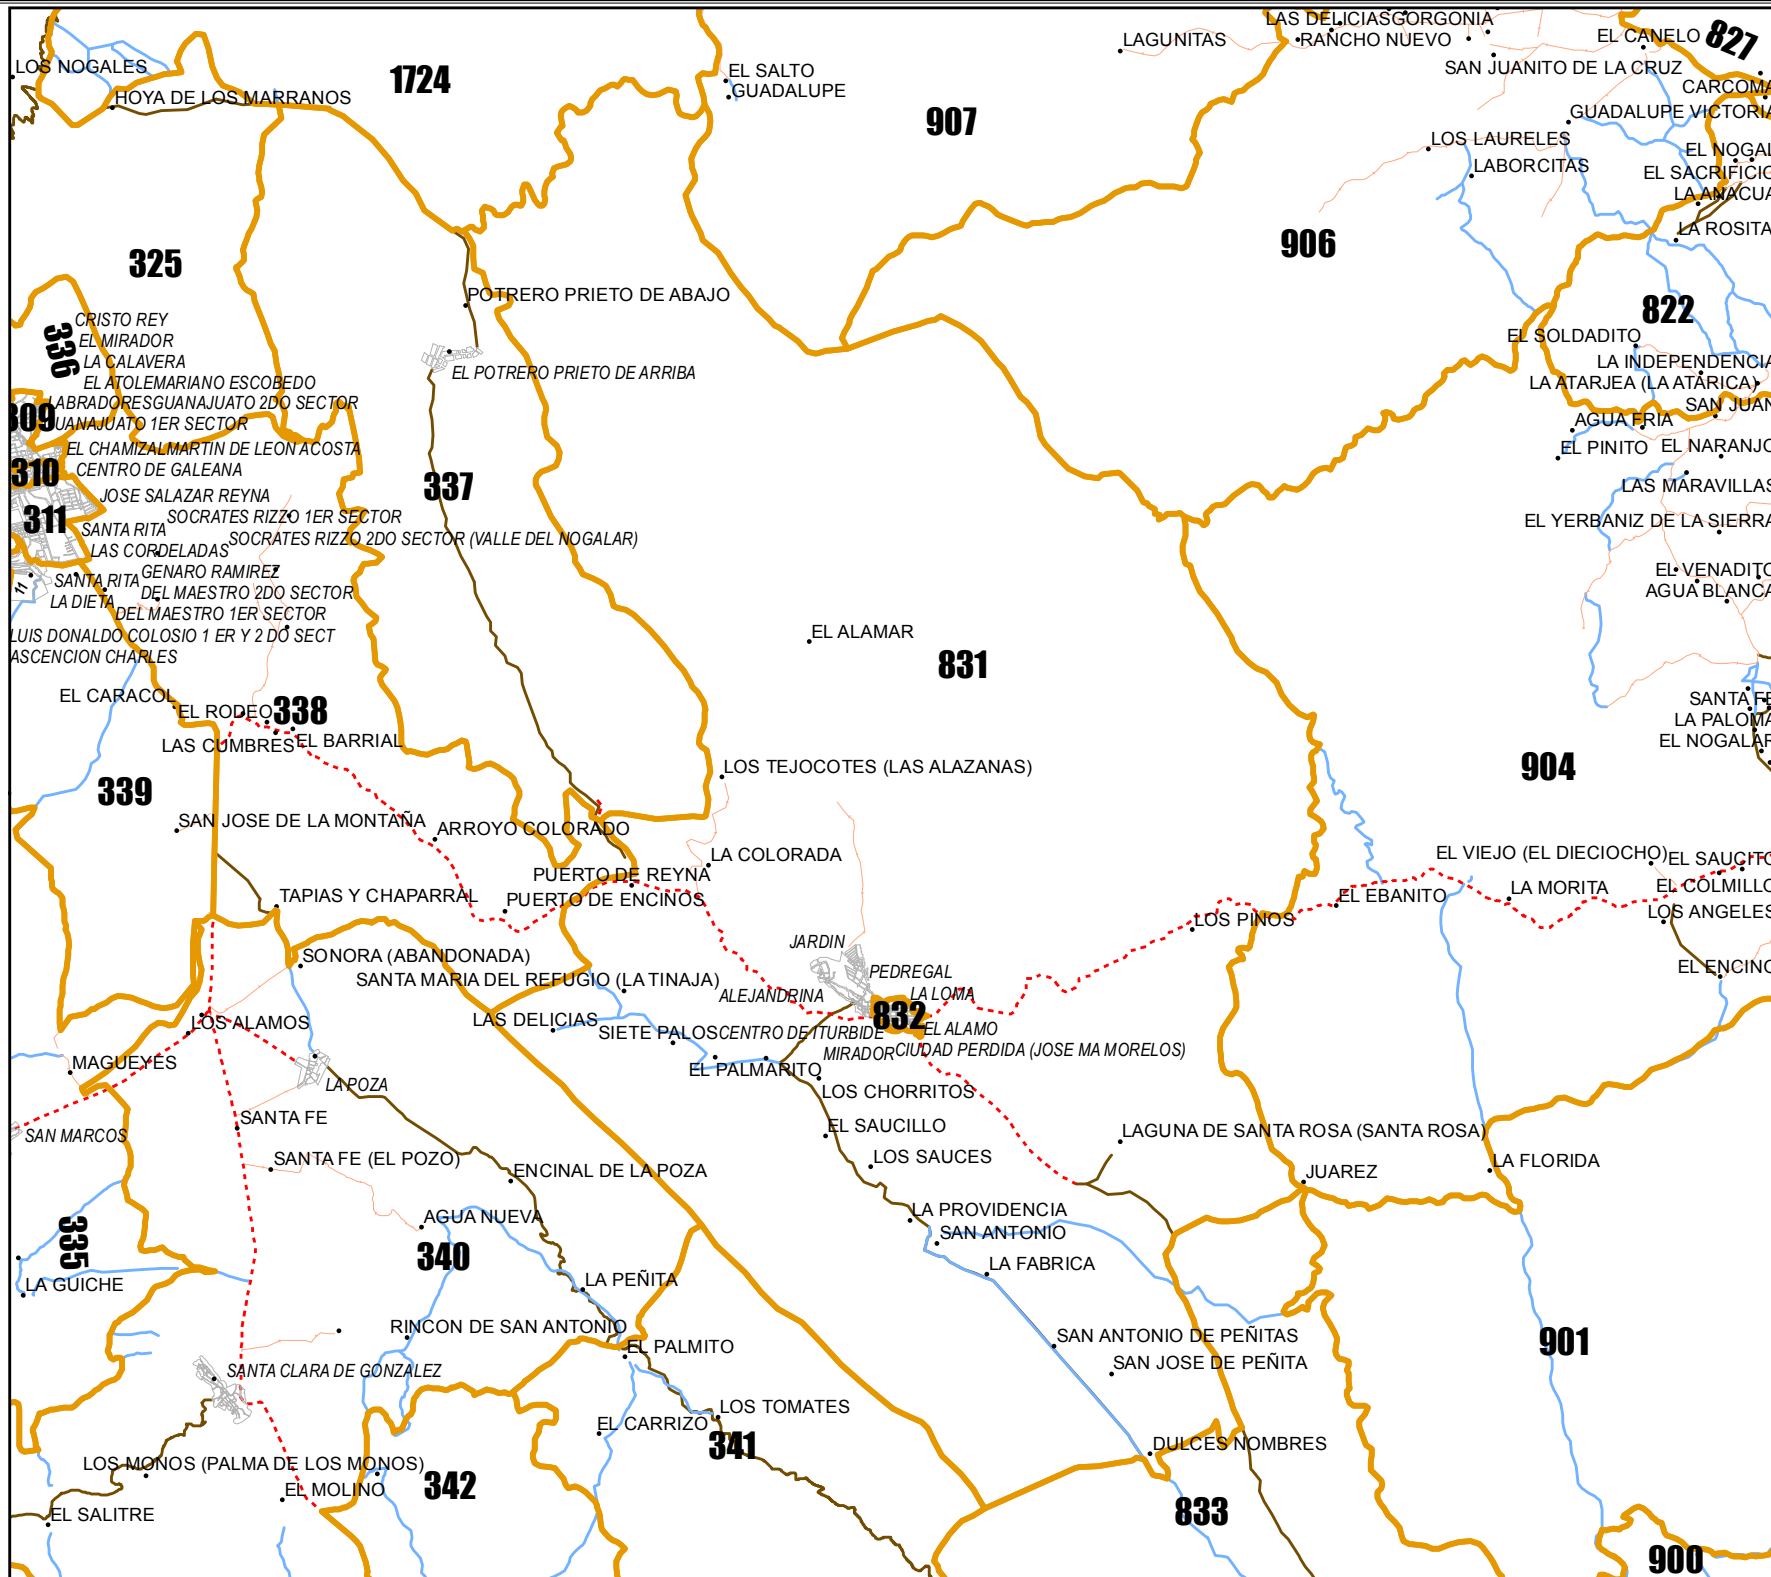 LAS DELICIASGORGONIA
EL CANELO
827
LAGUNITAS
RANCHO NUEVO
LOS NOGALES
EL SALTO
SAN JUANITO DE LA CRUZ
1724
GUADALUPE
CARCOMA
HOYA DE LOS MARRANOS
907
GUADALUPE VICTORIA
LOS LAURELES
EL NOGAL
LABORCITAS
EL SACRIFICIO
LA ANACUA
LA ROSITA
906
325
POTRERO PRIETO DE ABAJO
822
CRISTO REY
336
EL MIRADOR
EL SOLDADITO
LA CALAVERA
LA INDEPENDENCIA
EL POTRERO PRIETO DE ARRIBA
EL ATOLEMARIANO ESCOBEDO
LA ATARJEA (LA ATARICA)
LABRADORESGUANAJUATO 2DO SECTOR
SAN JUAN
309
UANAJUATO 1ER SECTOR
AGUA FRIA
EL CHAMIZALMARTIN DE LEON ACOSTA
EL PINITO
EL NARANJO
310
CENTRO DE GALEANA
337
LAS MARAVILLAS
JOSE SALAZAR REYNA
311
SOCRATES RIZZO 1ER SECTOR
EL YERBANIZ DE LA SIERRA
SANTA RITA
SOCRATES RIZZO 2DO SECTOR (VALLE DEL NOGALAR)
LAS CORDELADAS
GENARO RAMIREZ
EL VENADITO
SANTA RITA
11
DEL MAESTRO 2DO SECTOR
AGUA BLANCA
LA DIETA
DEL MAESTRO 1ER SECTOR
EL ALAMAR
LUIS DONALDO COLOSIO 1 ER Y 2 DO SECT
ASCENCION CHARLES
831
EL CARACOL
SANTA FE
EL RODEO
338
LA PALOMA
LAS CUMBRES
EL BARRIAL
EL NOGALAR
LOS TEJOCOTES (LAS ALAZANAS)
904
339
SAN JOSE DE LA MONTAÑA
ARROYO COLORADO
LA COLORADA
EL VIEJO (EL DIECIOCHO)
EL SAUCITO
PUERTO DE REYNA
TAPIAS Y CHAPARRAL
PUERTO DE ENCINOS
EL EBANITO
LA MORITA
EL COLMILLO
LOS PINOS
LOS ANGELES
JARDIN
SONORA (ABANDONADA)
EL ENCINO
PEDREGAL
SANTA MARIA DEL REFUGIO (LA TINAJA)
ALEJANDRINA
LA LOMA
832
LOS ALAMOS
LAS DELICIAS
SIETE PALOS
CENTRO DE ITURBIDE
EL ALAMO
MIRADOR
CIUDAD PERDIDA (JOSE MA MORELOS)
MAGUEYES
EL PALMARITO
LA POZA
LOS CHORRITOS
SANTA FE
EL SAUCILLO
SAN MARCOS
LAGUNA DE SANTA ROSA (SANTA ROSA)
SANTA FE (EL POZO)
LOS SAUCES
LA FLORIDA
ENCINAL DE LA POZA
JUAREZ
AGUA NUEVA
LA PROVIDENCIA
335
SAN ANTONIO
340
LA FABRICA
LA GUICHE
LA PEÑITA
RINCON DE SAN ANTONIO
SAN ANTONIO DE PEÑITAS
901
EL PALMITO
SAN JOSE DE PEÑITA
SANTA CLARA DE GONZALEZ
LOS TOMATES
EL CARRIZO
341
DULCES NOMBRES
LOS MONOS (PALMA DE LOS MONOS)
342
EL MOLINO
833
EL SALITRE
900